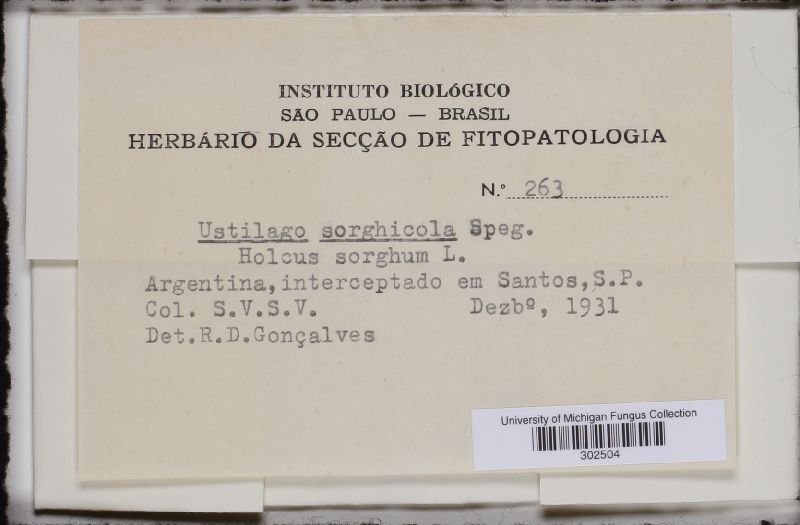 INSTITUTO BIOLóGICO
SÃO PAULO — BRASIL
HERBÁRIO DA SECÇÃO DE FITOPATOLOGIA
N.º 263
Ustilago sorghicola Speg.
Holcus sorghum L.
Argentina,interceptado em Santos,S.P.
Col. S.V.S.V. Dezbº, 1931
Det.R.D.Gonçalves
University of Michigan Fungus Collection
302504